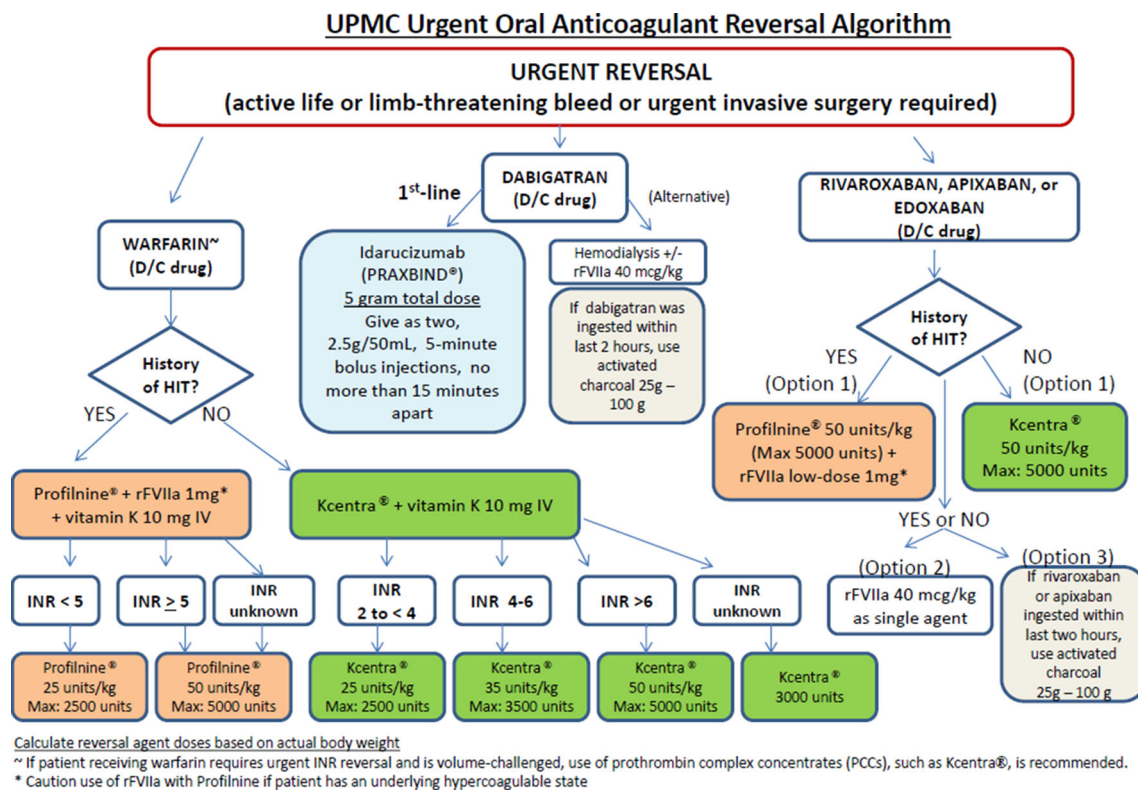 UPMC Urgent Oral Anticoagulant Reversal Algorithm
URGENT REVERSAL
(active life or limb-threatening bleed or urgent invasive surgery required)
WARFARIN~
(D/C drug)
History
of HIT?
YES
NO
Profilnine® + rFVIIa 1mg*
+ vitamin K 10 mg IV
Kcentra® + vitamin K 10 mg IV
INR < 5
INR ≥ 5
INR
unknown
INR
2 to < 4
INR 4-6
INR >6
INR
unknown
Profilnine®
25 units/kg
Max: 2500 units
Profilnine®
50 units/kg
Max: 5000 units
Kcentra®
25 units/kg
Max: 2500 units
Kcentra®
35 units/kg
Max: 3500 units
Kcentra®
50 units/kg
Max: 5000 units
Kcentra®
3000 units
DABIGATRAN
(D/C drug)
1st-line
(Alternative)
Idarucizumab
(PRAXBIND®)
5 gram total dose
Give as two,
2.5g/50mL, 5-minute
bolus injections, no
more than 15 minutes
apart
Hemodialysis +/-
rFVIIa 40 mcg/kg
If dabigatran was
ingested within
last 2 hours, use
activated
charcoal 25g –
100 g
RIVAROXABAN, APIXABAN, or
EDOXABAN
(D/C drug)
History
of HIT?
YES
(Option 1)
NO
(Option 1)
Profilnine® 50 units/kg
(Max 5000 units) +
rFVIIa low-dose 1mg*
Kcentra®
50 units/kg
Max: 5000 units
YES or NO
(Option 2)
(Option 3)
rFVIIa 40 mcg/kg
as single agent
If rivaroxaban
or apixaban
ingested within
last two hours,
use activated
charcoal
25g – 100 g
Calculate reversal agent doses based on actual body weight
~ If patient receiving warfarin requires urgent INR reversal and is volume-challenged, use of prothrombin complex concentrates (PCCs), such as Kcentra®, is recommended.
* Caution use of rFVIIa with Profilnine if patient has an underlying hypercoagulable state